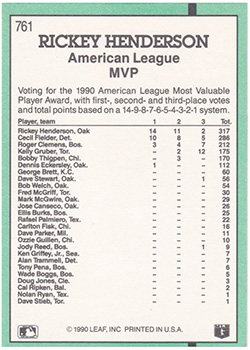 761
RICKEY HENDERSON
American League
MVP
Voting for the 1990 American League Most Valuable
Player Award, with first-, second- and third-place votes
and total points based on a 14-9-8-7-6-5-4-3-2-1 system.
Player, team 1 2 3 Tot.
Rickey Henderson, Oak 14 11 2 317
Cecil Fielder, Det. 10 8 5 286
Roger Clemens, Bos. 3 4 7 212
Kelly Gruber, Tor. - 2 12 175
Bobby Thigpen, Chi - 3 - 170
Dennis Eckersley, Oak 1 - - 112
George Brett, K.C. - - - 60
Dave Stewart, Oak - - 1 56
Bob Welch, Oak - - - 54
Fred McGriff, Tor. - - - 30
Mark McGwire, Oak - - - 29
Jose Canseco, Oak - - - 26
Ellis Burks, Bos - - - 25
Rafael Palmeiro, Tex - - - 22
Carlton Fisk, Chi - - - 16
Dave Parker, Mil - - - 11
Ozzie Guillen, Chi - - - 10
Jody Reed, Bos - - 1 9
Ken Griffey, Jr., Sea - - - 7
Alan Trammell, Det - - - 7
Tony Pena, Bos - - - 6
Wade Boggs, Bos - - - 5
Doug Jones, Cle - - - 3
Cal Ripken, Bal. - - - 2
Nolan Ryan, Tex - - - 2
Dave Stieb, Tor - - - 2
© 1990 LEAF, INC PRINTED IN U.S.A.